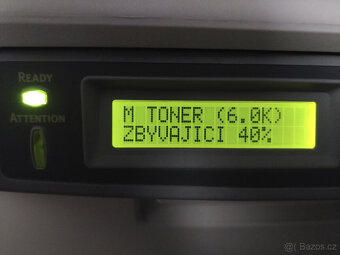 READY
ATTENTION
M TONER (6.0K)
ZBYVAJICI 40%
Bazos.cz